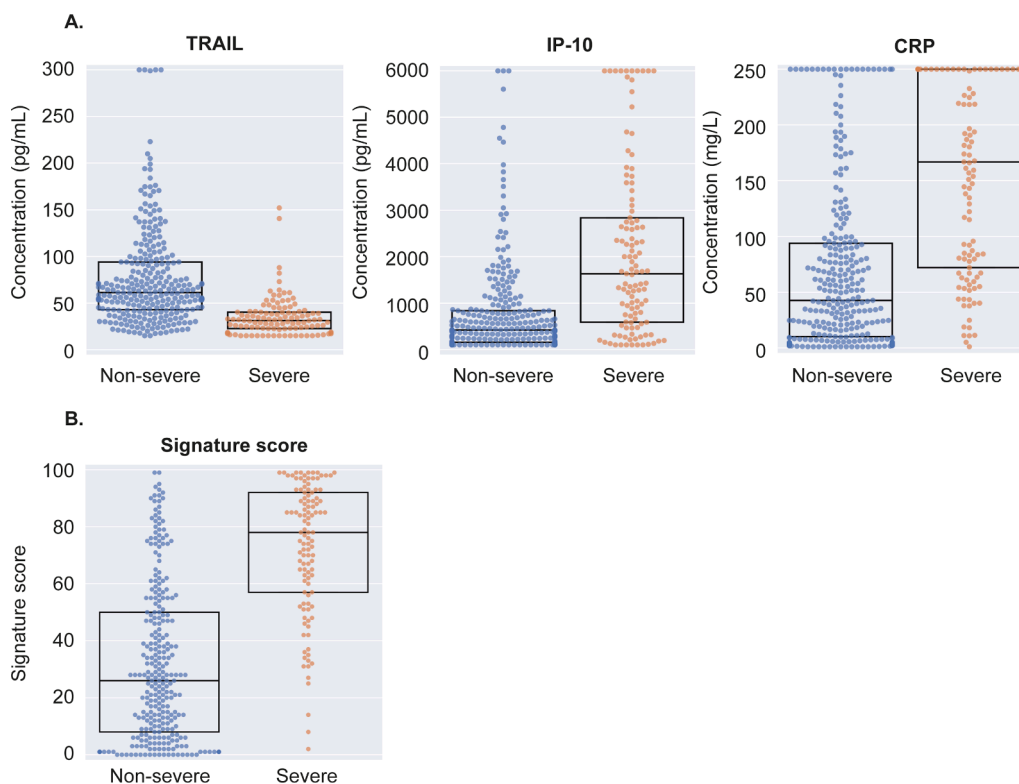 A.
TRAIL
Concentration (pg/mL)
300
250
200
150
100
50
0
Non-severe
Severe
IP-10
Concentration (pg/mL)
6000
5000
4000
3000
2000
1000
0
Non-severe
Severe
CRP
Concentration (mg/L)
250
200
150
100
50
0
Non-severe
Severe
B.
Signature score
Signature score
100
80
60
40
20
0
Non-severe
Severe